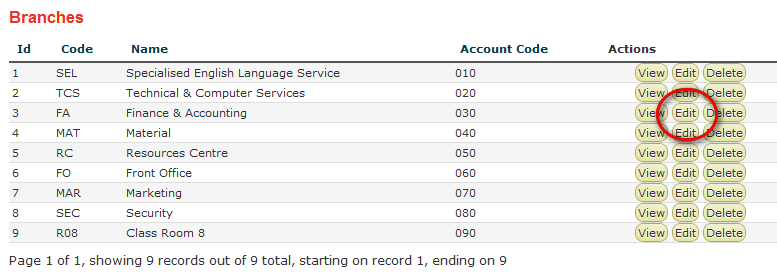 Branches
Id Code Name Account Code Actions
1 SEL Specialised English Language Service 010 View Edit Delete
2 TCS Technical & Computer Services 020 View Edit Delete
3 FA Finance & Accounting 030 View Edit Delete
4 MAT Material 040 View Edit Delete
5 RC Resources Centre 050 View Edit Delete
6 FO Front Office 060 View Edit Delete
7 MAR Marketing 070 View Edit Delete
8 SEC Security 080 View Edit Delete
9 R08 Class Room 8 090 View Edit Delete
Page 1 of 1, showing 9 records out of 9 total, starting on record 1, ending on 9